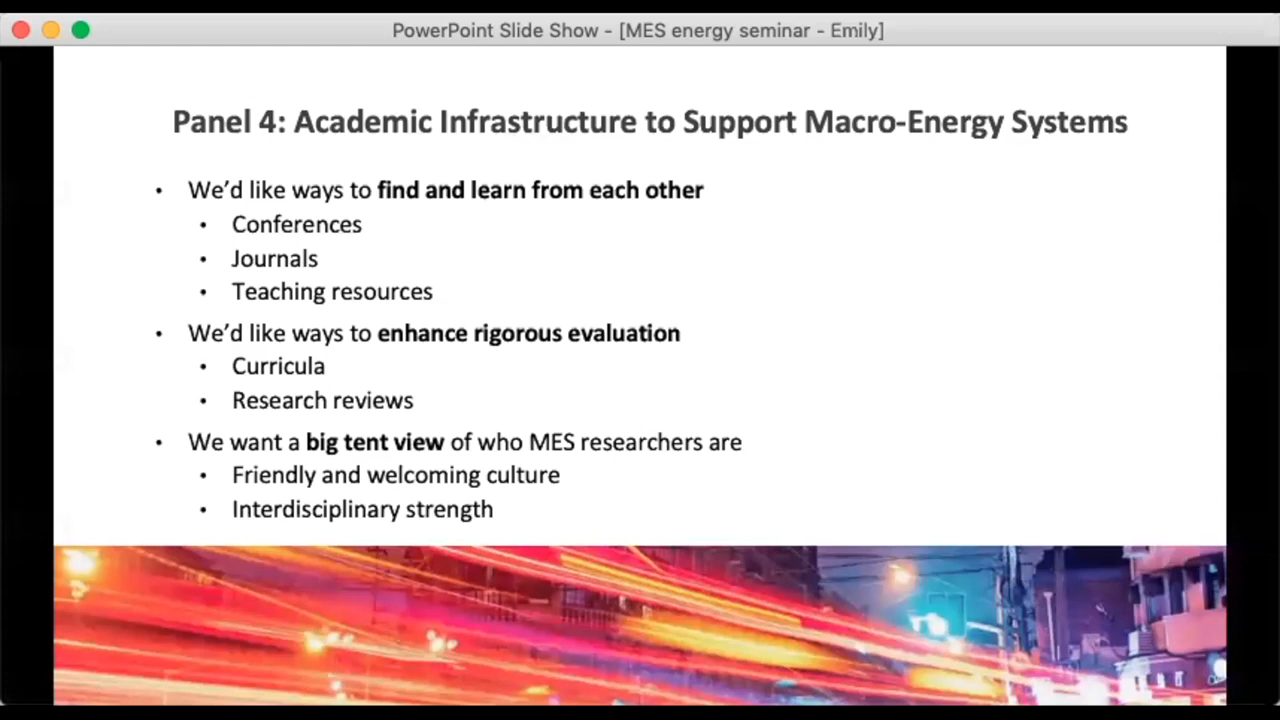 PowerPoint Slide Show - [MES energy seminar - Emily]
Panel 4: Academic Infrastructure to Support Macro-Energy Systems
• We’d like ways to find and learn from each other
• Conferences
• Journals
• Teaching resources
• We’d like ways to enhance rigorous evaluation
• Curricula
• Research reviews
• We want a big tent view of who MES researchers are
• Friendly and welcoming culture
• Interdisciplinary strength